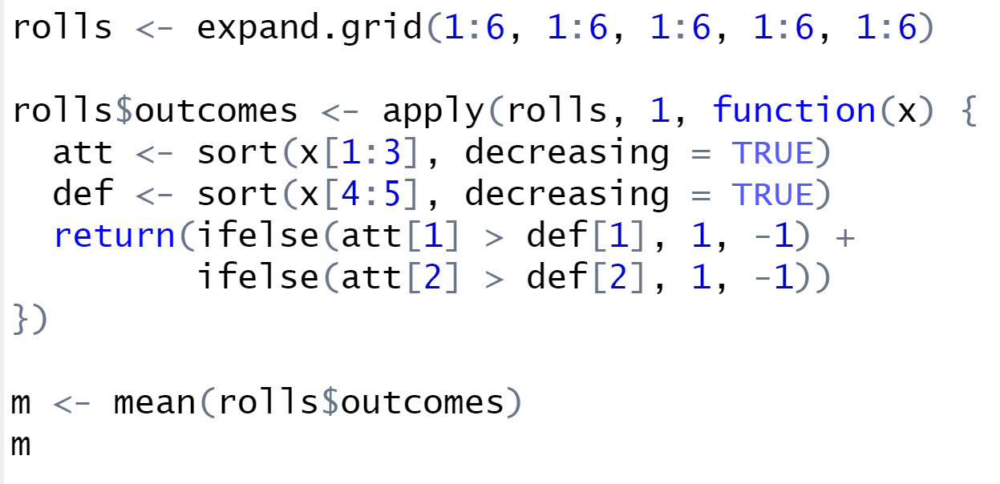 rolls <- expand.grid(1:6, 1:6, 1:6, 1:6, 1:6)
rolls$outcomes <- apply(rolls, 1, function(x) {
  att <- sort(x[1:3], decreasing = TRUE)
  def <- sort(x[4:5], decreasing = TRUE)
  return(ifelse(att[1] > def[1], 1, -1) +
         ifelse(att[2] > def[2], 1, -1))
})
m <- mean(rolls$outcomes)
m